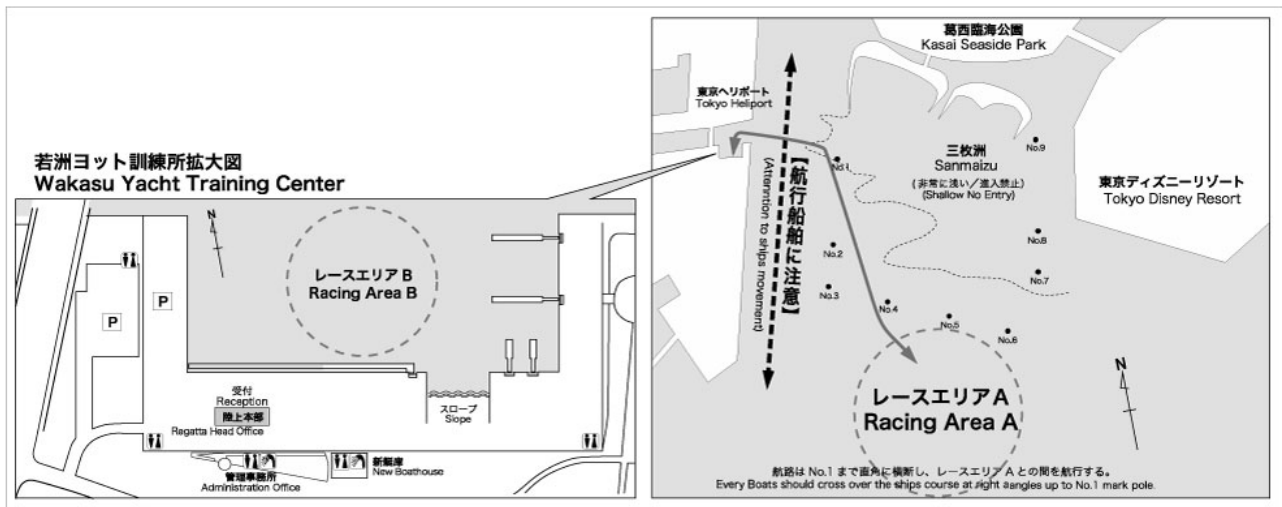 若洲ヨット訓練所拡大図
Wakasu Yacht Training Center
N
レースエリア B
Racing Area B
P
P
受付
Reception
陸上本部
Regatta Head Office
スロープ
Slope
管理事務所
Administration Office
新艇庫
New Boathouse
葛西臨海公園
Kasai Seaside Park
東京ヘリポート
Tokyo Heliport
【航行船舶に注意】
(Attenntion to ships movement)
三枚洲
Sanmaizu
(非常に浅い/進入禁止)
(Shallow No Entry)
東京ディズニーリゾート
Tokyo Disney Resort
No.1
No.2
No.3
No.4
No.5
No.6
No.7
No.8
No.9
N
レースエリア A
Racing Area A
航路は No.1 まで直角に横断し、レースエリア A との間を航行する。
Every Boats should cross over the ships course at right aangles up to No.1 mark pole.